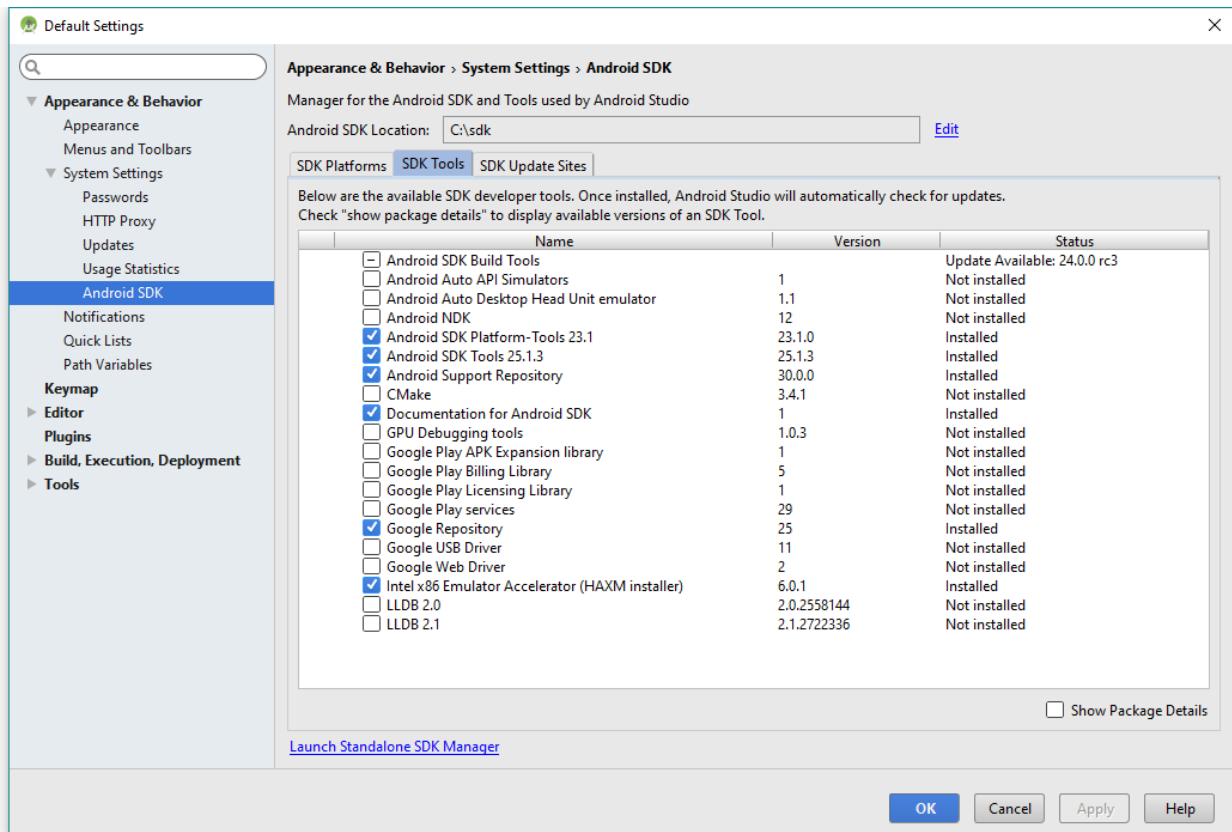 Default Settings
Appearance & Behavior
Appearance
Menus and Toolbars
System Settings
Passwords
HTTP Proxy
Updates
Usage Statistics
Android SDK
Notifications
Quick Lists
Path Variables
Keymap
Editor
Plugins
Build, Execution, Deployment
Tools
Appearance & Behavior › System Settings › Android SDK
Manager for the Android SDK and Tools used by Android Studio
Android SDK Location: C:\sdk Edit
SDK Platforms SDK Tools SDK Update Sites
Below are the available SDK developer tools. Once installed, Android Studio will automatically check for updates.
Check "show package details" to display available versions of an SDK Tool.
Name Version Status
Android SDK Build Tools Update Available: 24.0.0 rc3
Android Auto API Simulators 1 Not installed
Android Auto Desktop Head Unit emulator 1.1 Not installed
Android NDK 12 Not installed
Android SDK Platform-Tools 23.1 23.1.0 Installed
Android SDK Tools 25.1.3 25.1.3 Installed
Android Support Repository 30.0.0 Installed
CMake 3.4.1 Not installed
Documentation for Android SDK 1 Installed
GPU Debugging tools 1.0.3 Not installed
Google Play APK Expansion library 1 Not installed
Google Play Billing Library 5 Not installed
Google Play Licensing Library 1 Not installed
Google Play services 29 Not installed
Google Repository 25 Installed
Google USB Driver 11 Not installed
Google Web Driver 2 Not installed
Intel x86 Emulator Accelerator (HAXM installer) 6.0.1 Installed
LLDB 2.0 2.0.2558144 Not installed
LLDB 2.1 2.1.2722336 Not installed
Show Package Details
Launch Standalone SDK Manager
OK Cancel Apply Help